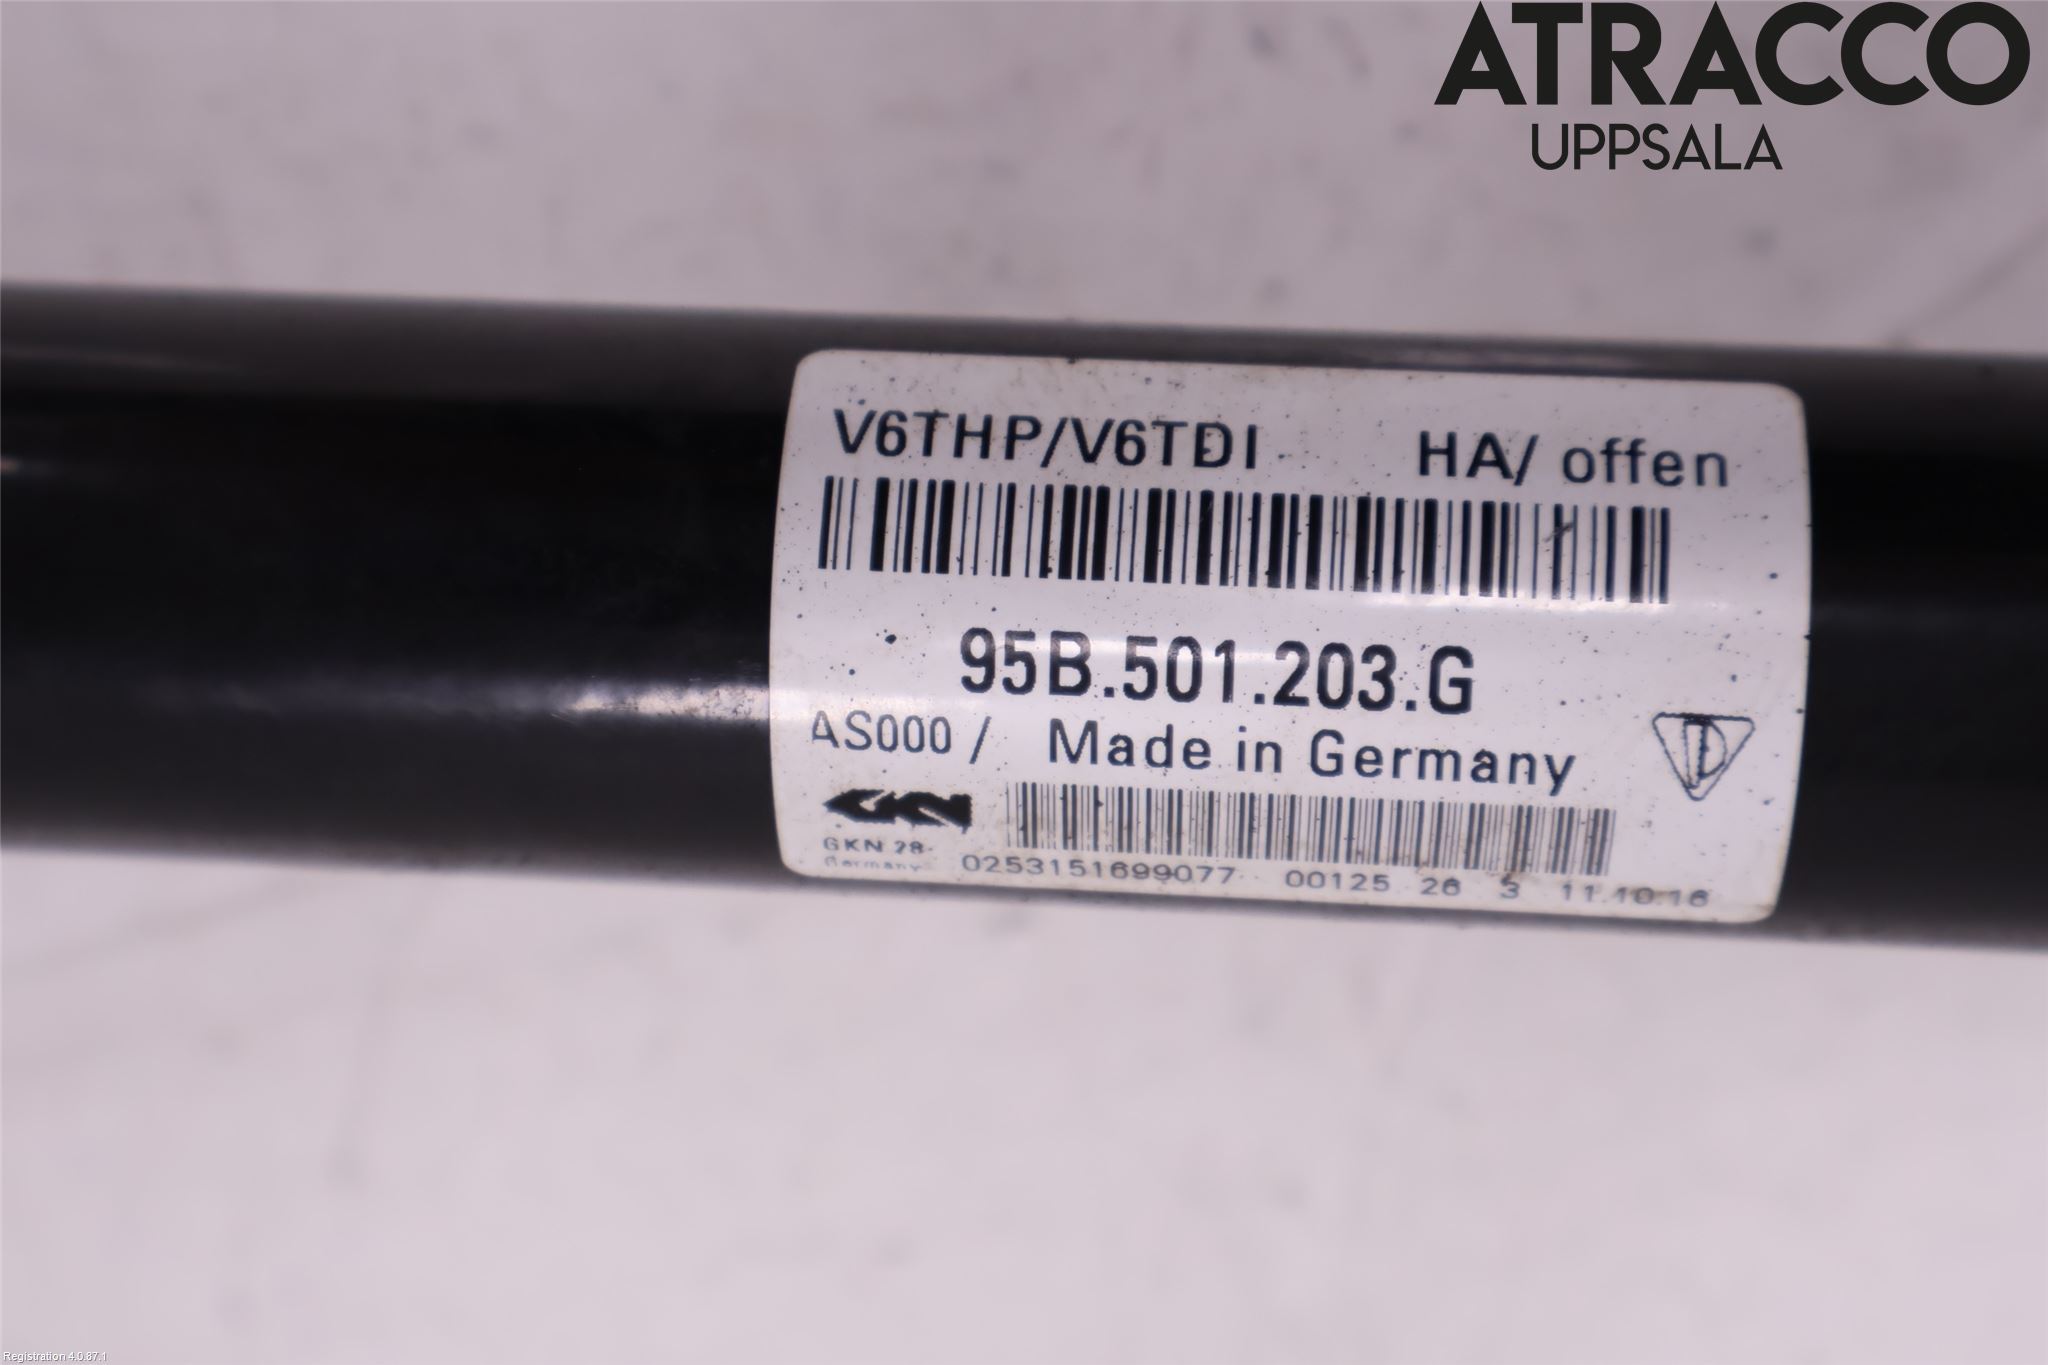 ATRACCO
UPPSALA
V6THP/V6TDI HA/ offen
95B.501.203.G
AS000 / Made in Germany
GKN
GKN 28
Germany
0253151699077 00125 26 3 11.10.16
Registration 4.0.87.1